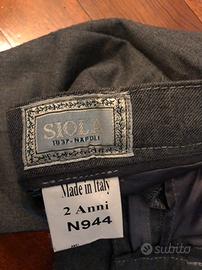 SIOLA
1937-NAPOLI
Made in Italy
2 Anni
N944
subito